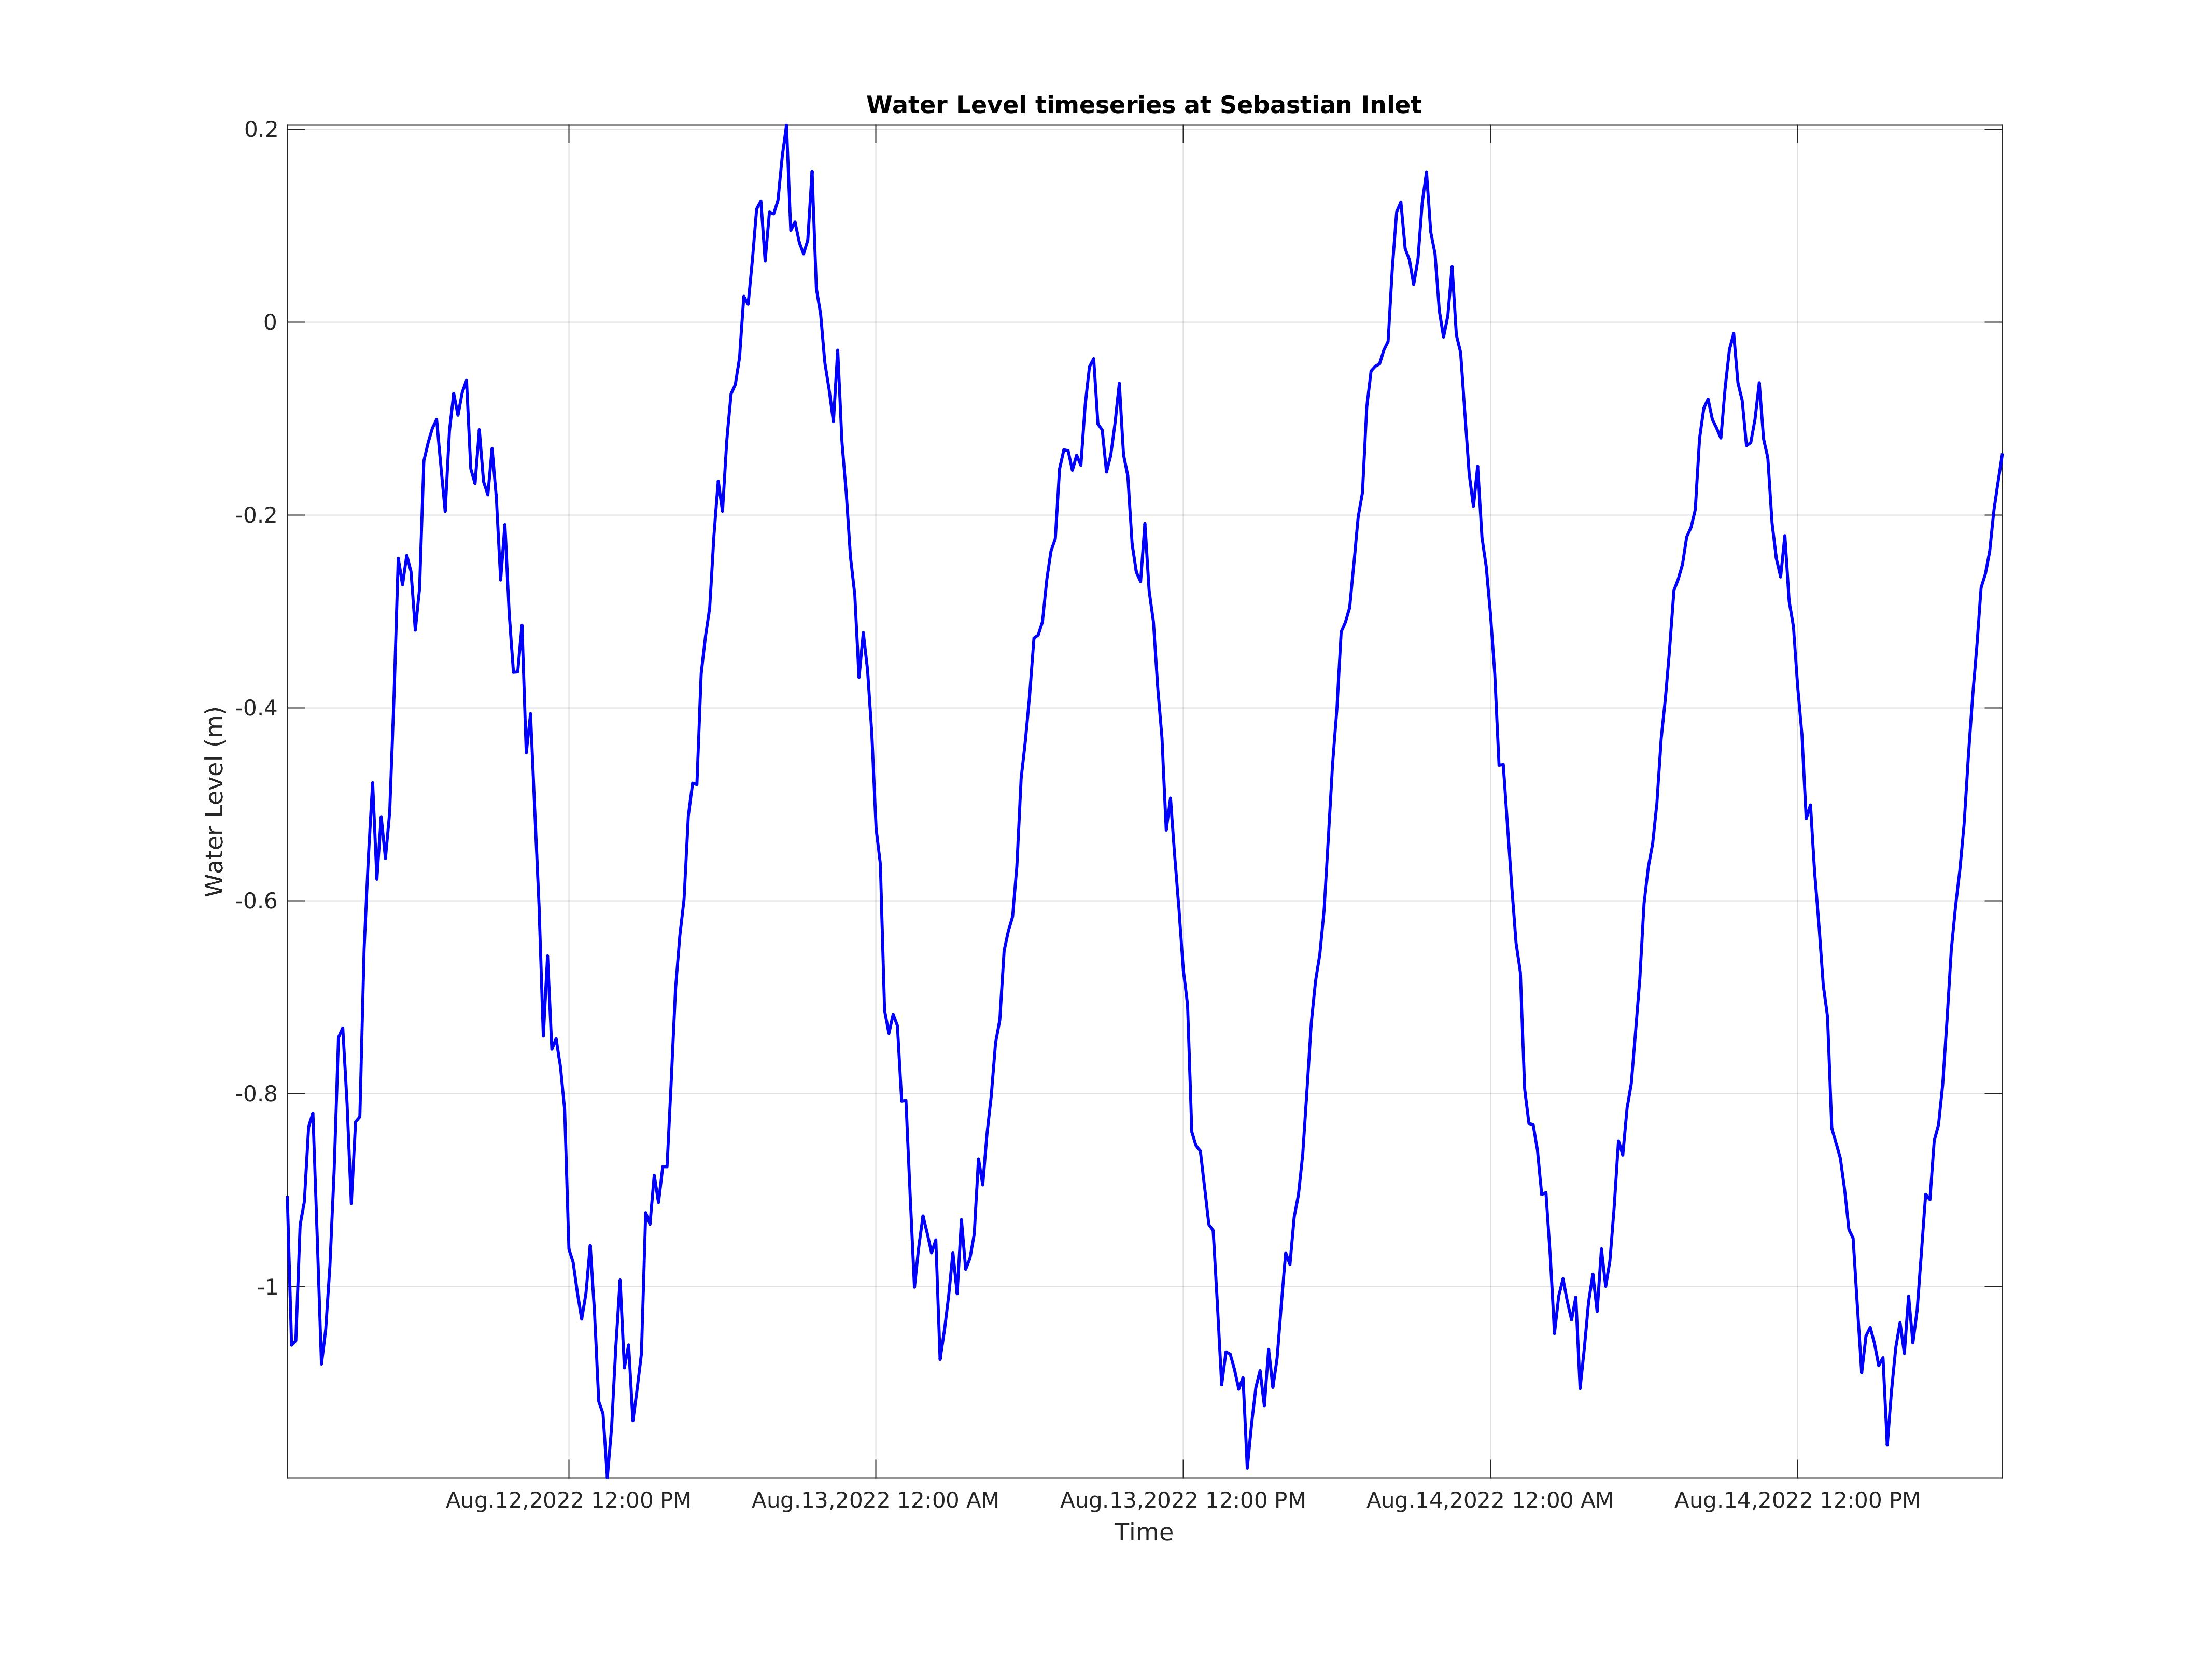 Water Level timeseries at Sebastian Inlet
0.2
0
-0.2
-0.4
-0.6
-0.8
-1
Water Level (m)
Aug.12,2022 12:00 PM
Aug.13,2022 12:00 AM
Aug.13,2022 12:00 PM
Aug.14,2022 12:00 AM
Aug.14,2022 12:00 PM
Time